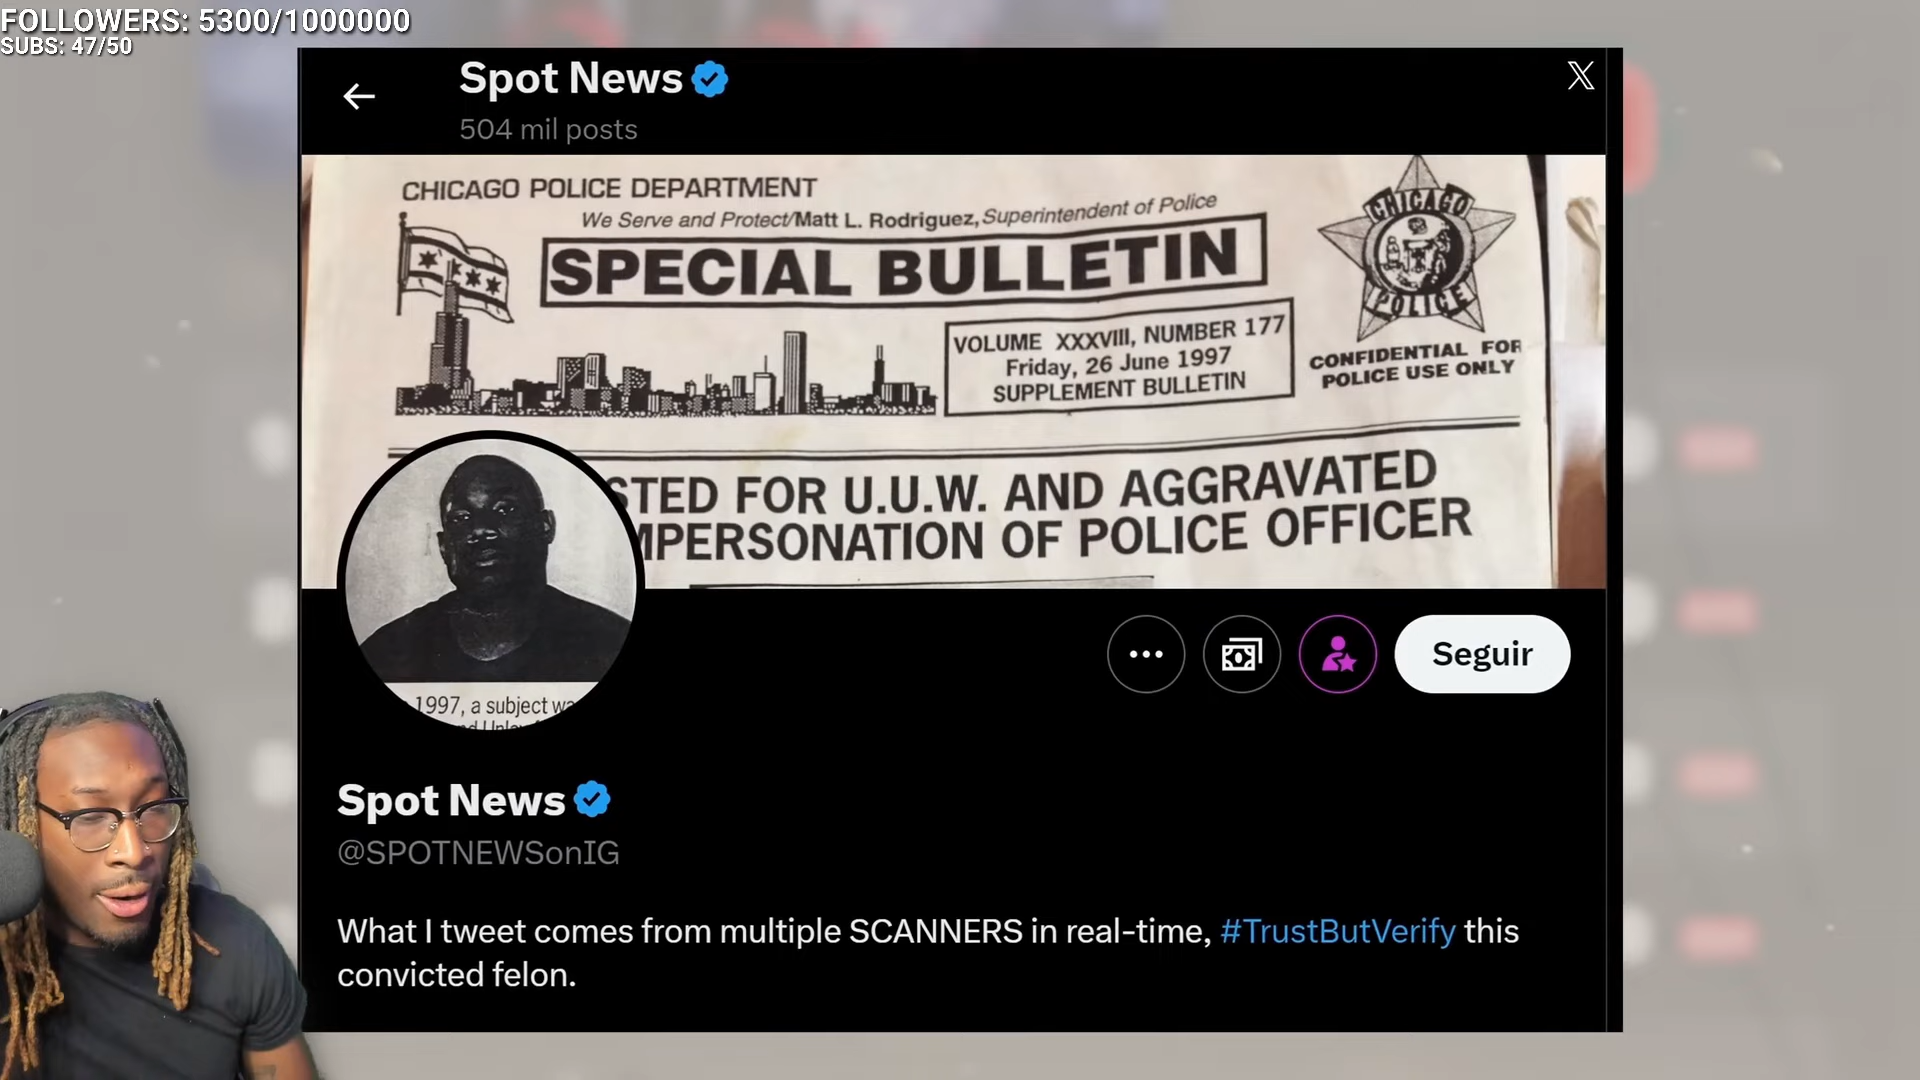 FOLLOWERS: 5300/1000000
SUBS: 47/50
Spot News
504 mil posts
CHICAGO POLICE DEPARTMENT
We Serve and Protect/Matt L. Rodriguez, Superintendent of Police
SPECIAL BULLETIN
VOLUME XXXVIII, NUMBER 177
Friday, 26 June 1997
SUPPLEMENT BULLETIN
CHICAGO
POLICE
CONFIDENTIAL FOR
POLICE USE ONLY
STED FOR U.U.W. AND AGGRAVATED
MPERSONATION OF POLICE OFFICER
1997, a subject wa
Seguir
Spot News
@SPOTNEWSonIG
What I tweet comes from multiple SCANNERS in real-time, #TrustButVerify this
convicted felon.